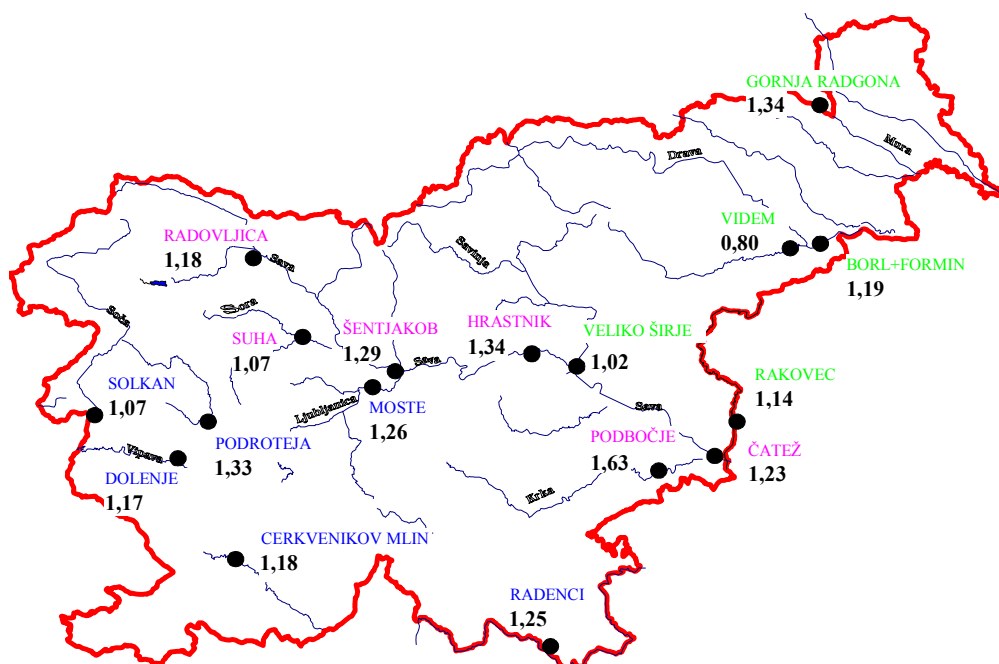 GORNJA RADGONA
1,34
Mura
Drava
VIDEM
0,80
BORL+FORMIN
1,19
RADOVLJICA
1,18
Sava
Savinja
Sora
Soča
SUHA
1,07
ŠENTJAKOB
1,29
Sava
HRASTNIK
1,34
VELIKO ŠIRJE
1,02
RAKOVEC
1,14
SOLKAN
1,07
Ljubljanica
MOSTE
1,26
Sava
PODROTEJA
1,33
Vipava
DOLENJE
1,17
PODBOČJE
1,63
ČATEŽ
1,23
Krka
CERKVENIKOV MLIN
1,18
RADENCI
1,25